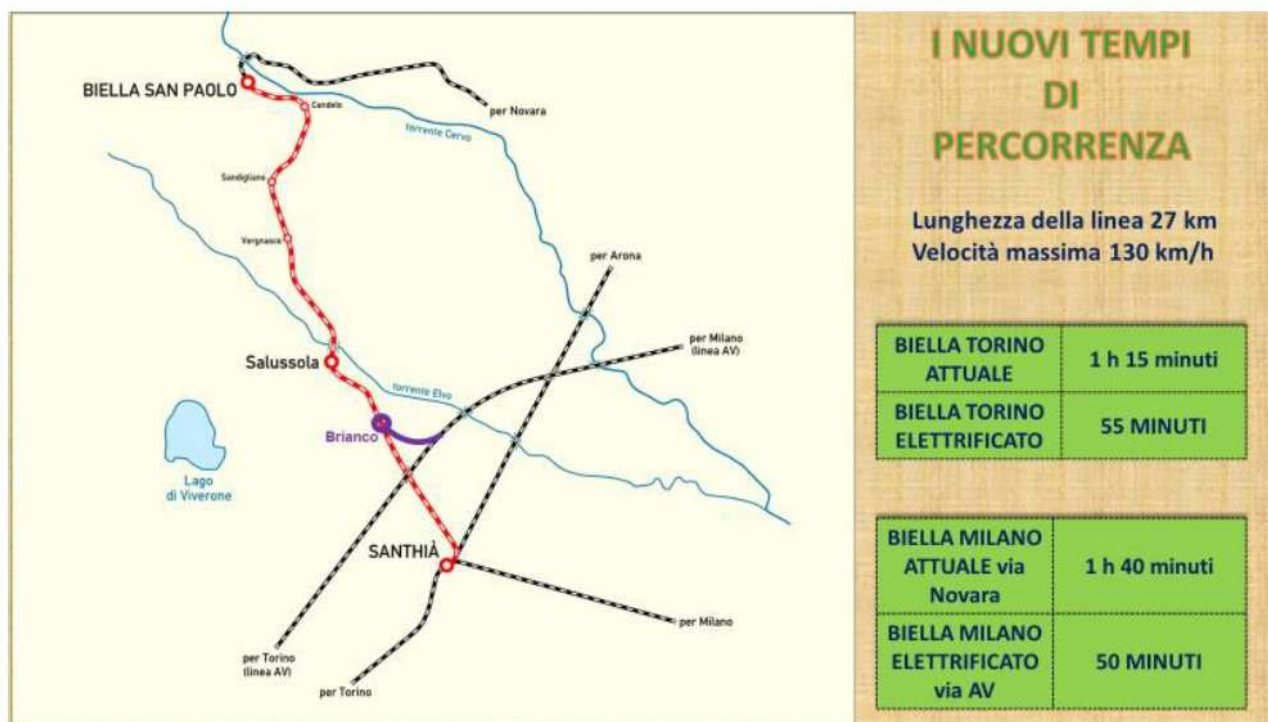 BIELLA SAN PAOLO
Candelo
per Novara
torrente Cervo
Sandigliano
Vergnasco
per Arona
per Milano
(linea AV)
Salussola
torrente Elvo
Brianco
Lago
di Viverone
SANTHIÀ
per Milano
per Torino
(linea AV)
per Torino
I NUOVI TEMPI
DI
PERCORRENZA
Lunghezza della linea 27 km
Velocità massima 130 km/h
BIELLA TORINO
ATTUALE
1 h 15 minuti
BIELLA TORINO
ELETTRIFICATO
55 MINUTI
BIELLA MILANO
ATTUALE via
Novara
1 h 40 minuti
BIELLA MILANO
ELETTRIFICATO
via AV
50 MINUTI